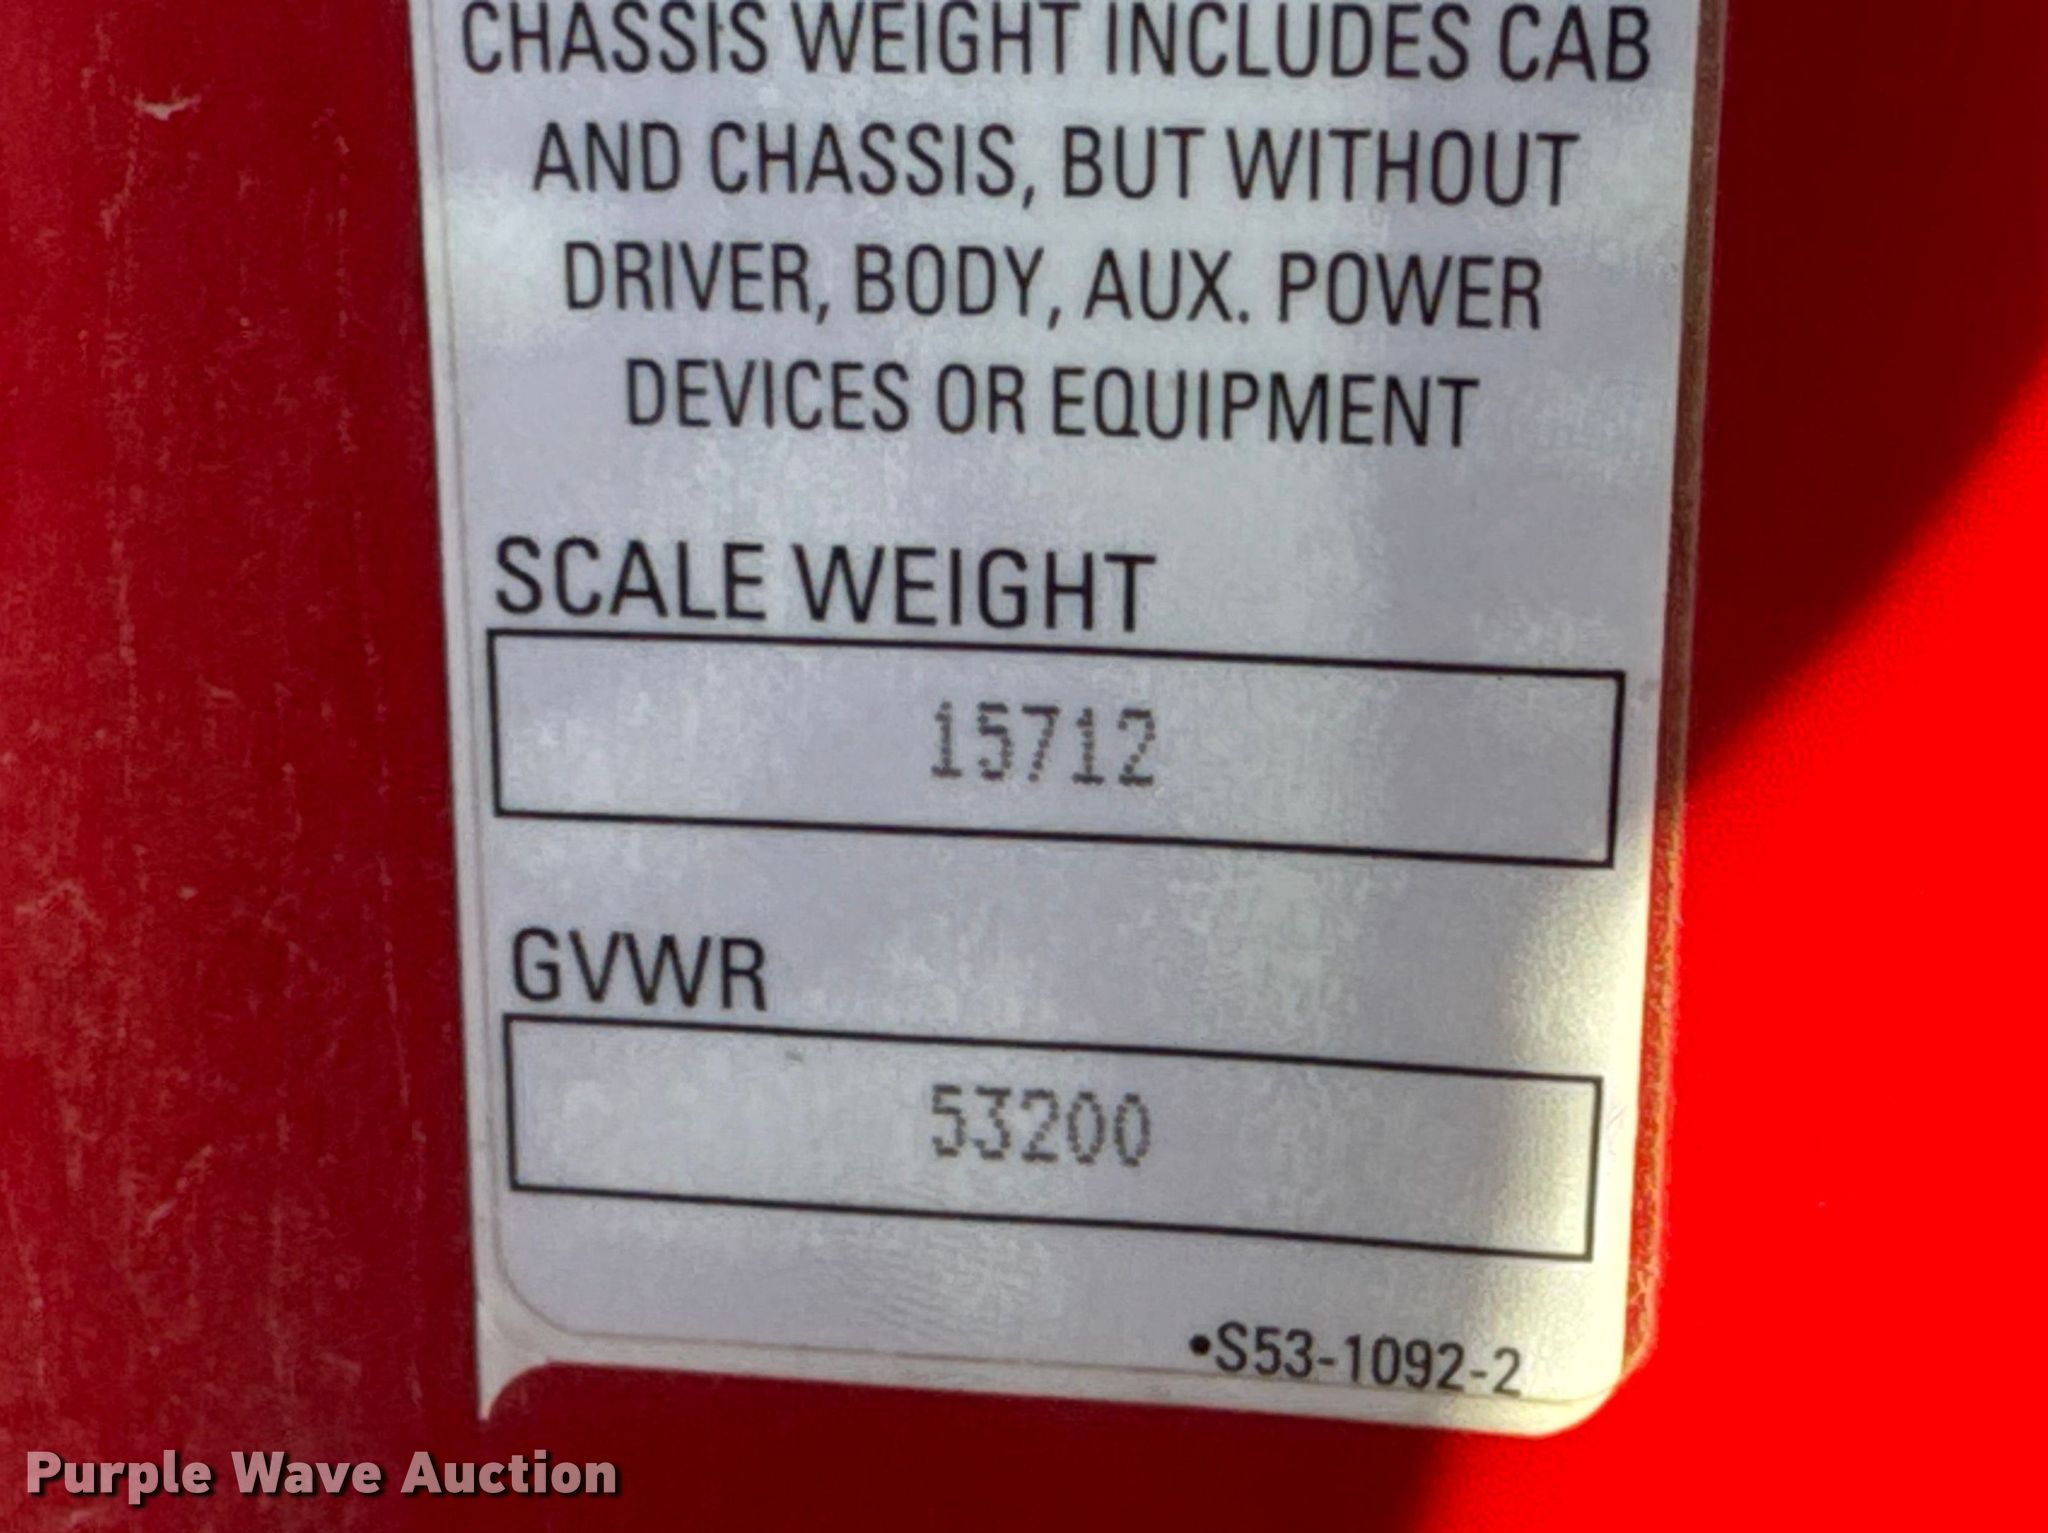 CHASSIS WEIGHT INCLUDES CAB
AND CHASSIS, BUT WITHOUT
DRIVER, BODY, AUX. POWER
DEVICES OR EQUIPMENT
SCALE WEIGHT
15712
GVWR
53200
•S53-1092-2
Purple Wave Auction